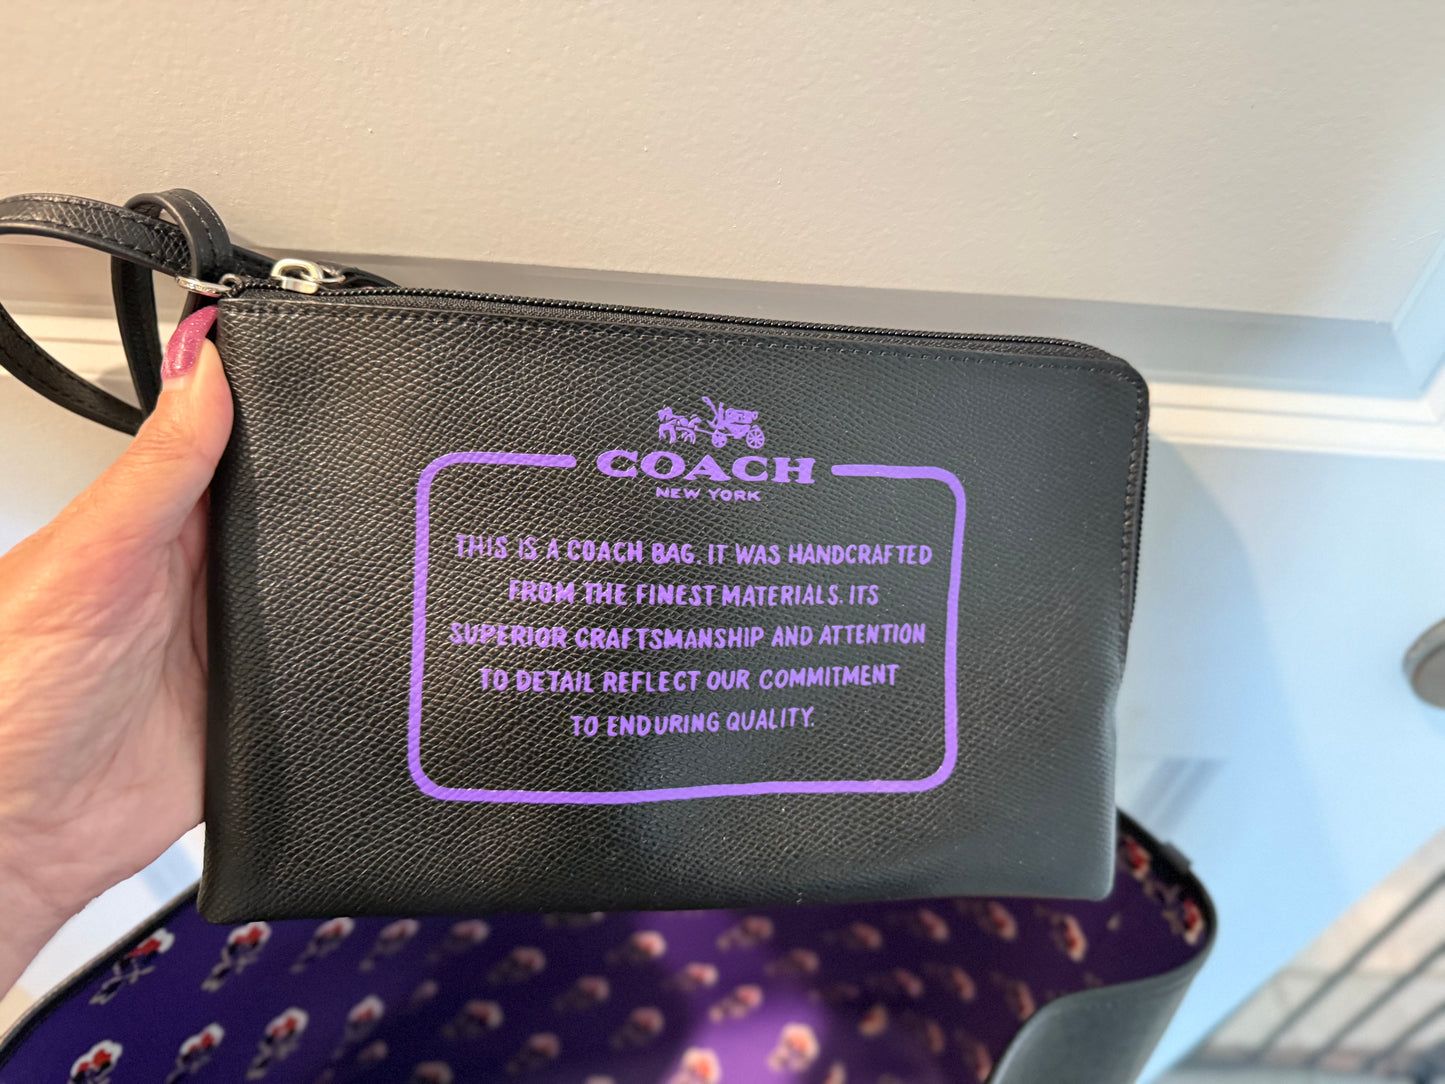 COACH
NEW YORK
THIS IS A COACH BAG. IT WAS HANDCRAFTED
FROM THE FINEST MATERIALS. ITS
SUPERIOR CRAFTSMANSHIP AND ATTENTION
TO DETAIL REFLECT OUR COMMITMENT
TO ENDURING QUALITY.